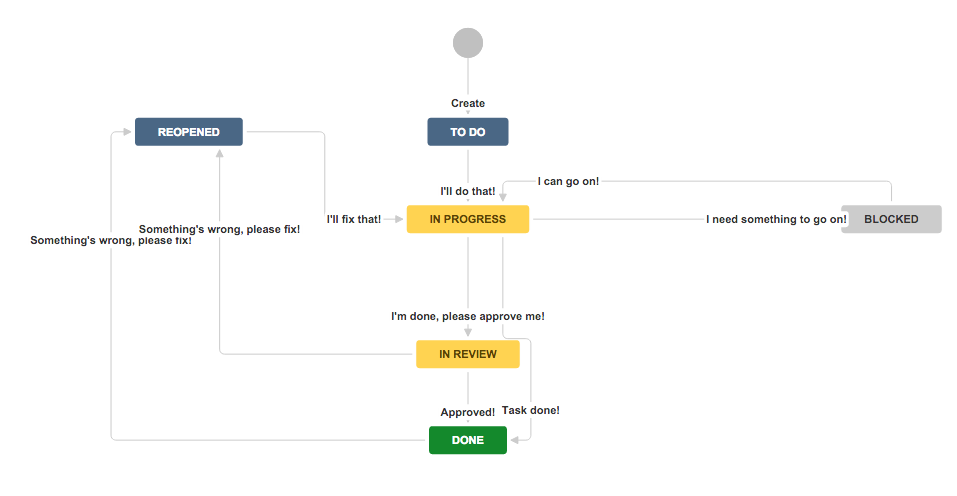 Create
REOPENED
TO DO
I can go on!
I'll do that!
I'll fix that!
IN PROGRESS
I need something to go on!
BLOCKED
Something's wrong, please fix!
Something's wrong, please fix!
I'm done, please approve me!
IN REVIEW
Approved!
Task done!
DONE